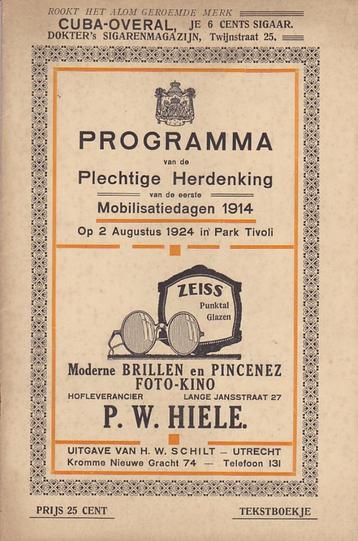 ROOKT HET ALOM GEROEMDE MERK
CUBA-OVERAL, JE 6 CENTS SIGAAR.
DOKTER's SIGARENMAGAZIJN, Twijnstraat 25,
PROGRAMMA
van de
Plechtige Herdenking
van de eerste
Mobilisatiedagen 1914
Op 2 Augustus 1924 in Park Tivoli
ZEISS
Punktal
Glazen
Moderne BRILLEN en PINCENEZ
FOTO-KINO
HOFLEVERANCIER LANGE JANSSTRAAT 27
P. W. HIELE.
UITGAVE VAN H. W. SCHILT – UTRECHT
Kromme Nieuwe Gracht 74 – Telefoon 131
PRIJS 25 CENT TEKSTBOEKJE